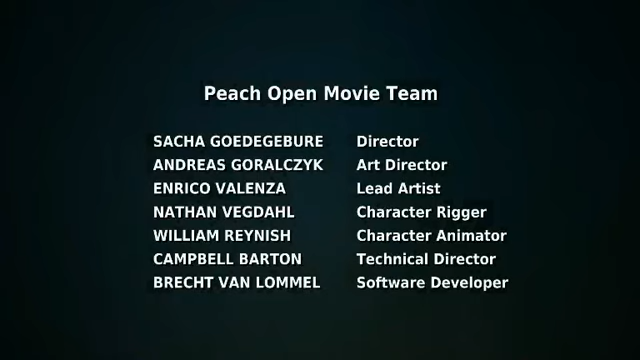 Peach Open Movie Team
SACHA GOEDEGEBURE Director
ANDREAS GORALCZYK Art Director
ENRICO VALENZA Lead Artist
NATHAN VEGDAHL Character Rigger
WILLIAM REYNISH Character Animator
CAMPBELL BARTON Technical Director
BRECHT VAN LOMMEL Software Developer